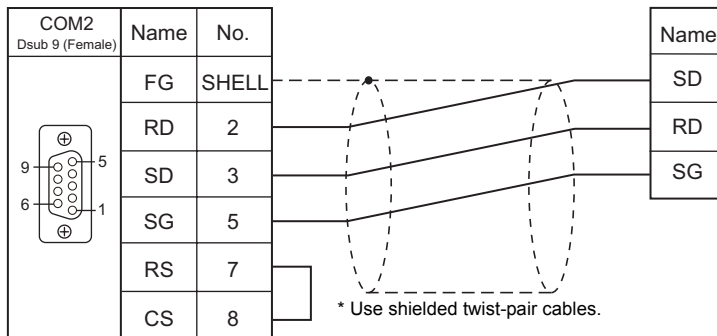 COM2
Dsub 9 (Female)
Name No.
Name
FG SHELL
SD
RD 2
RD
SD 3
SG
SG 5
RS 7
CS 8
9
5
6
1
* Use shielded twist-pair cables.